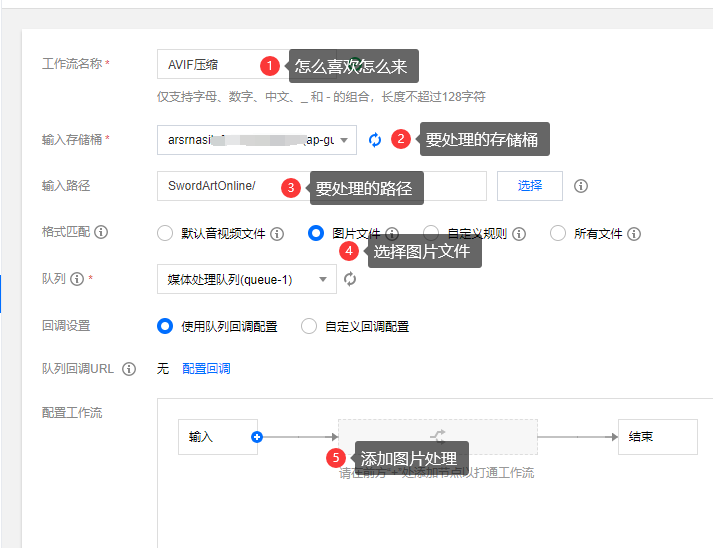 工作流名称 * AVIF压缩 1 怎么喜欢怎么来
仅支持字母、数字、中文、_ 和 - 的组合，长度不超过128字符
输入存储桶 * arsrnasi (ap-gu 2 要处理的存储桶
输入路径 SwordArtOnline/ 3 要处理的路径 选择
格式匹配 默认音视频文件 图片文件 自定义规则 所有文件
4 选择图片文件
队列 * 媒体处理队列(queue-1)
回调设置 使用队列回调配置 自定义回调配置
队列回调URL 无 配置回调
配置工作流
输入 结束
5 添加图片处理
请在前方"+"处添加节点以打通工作流